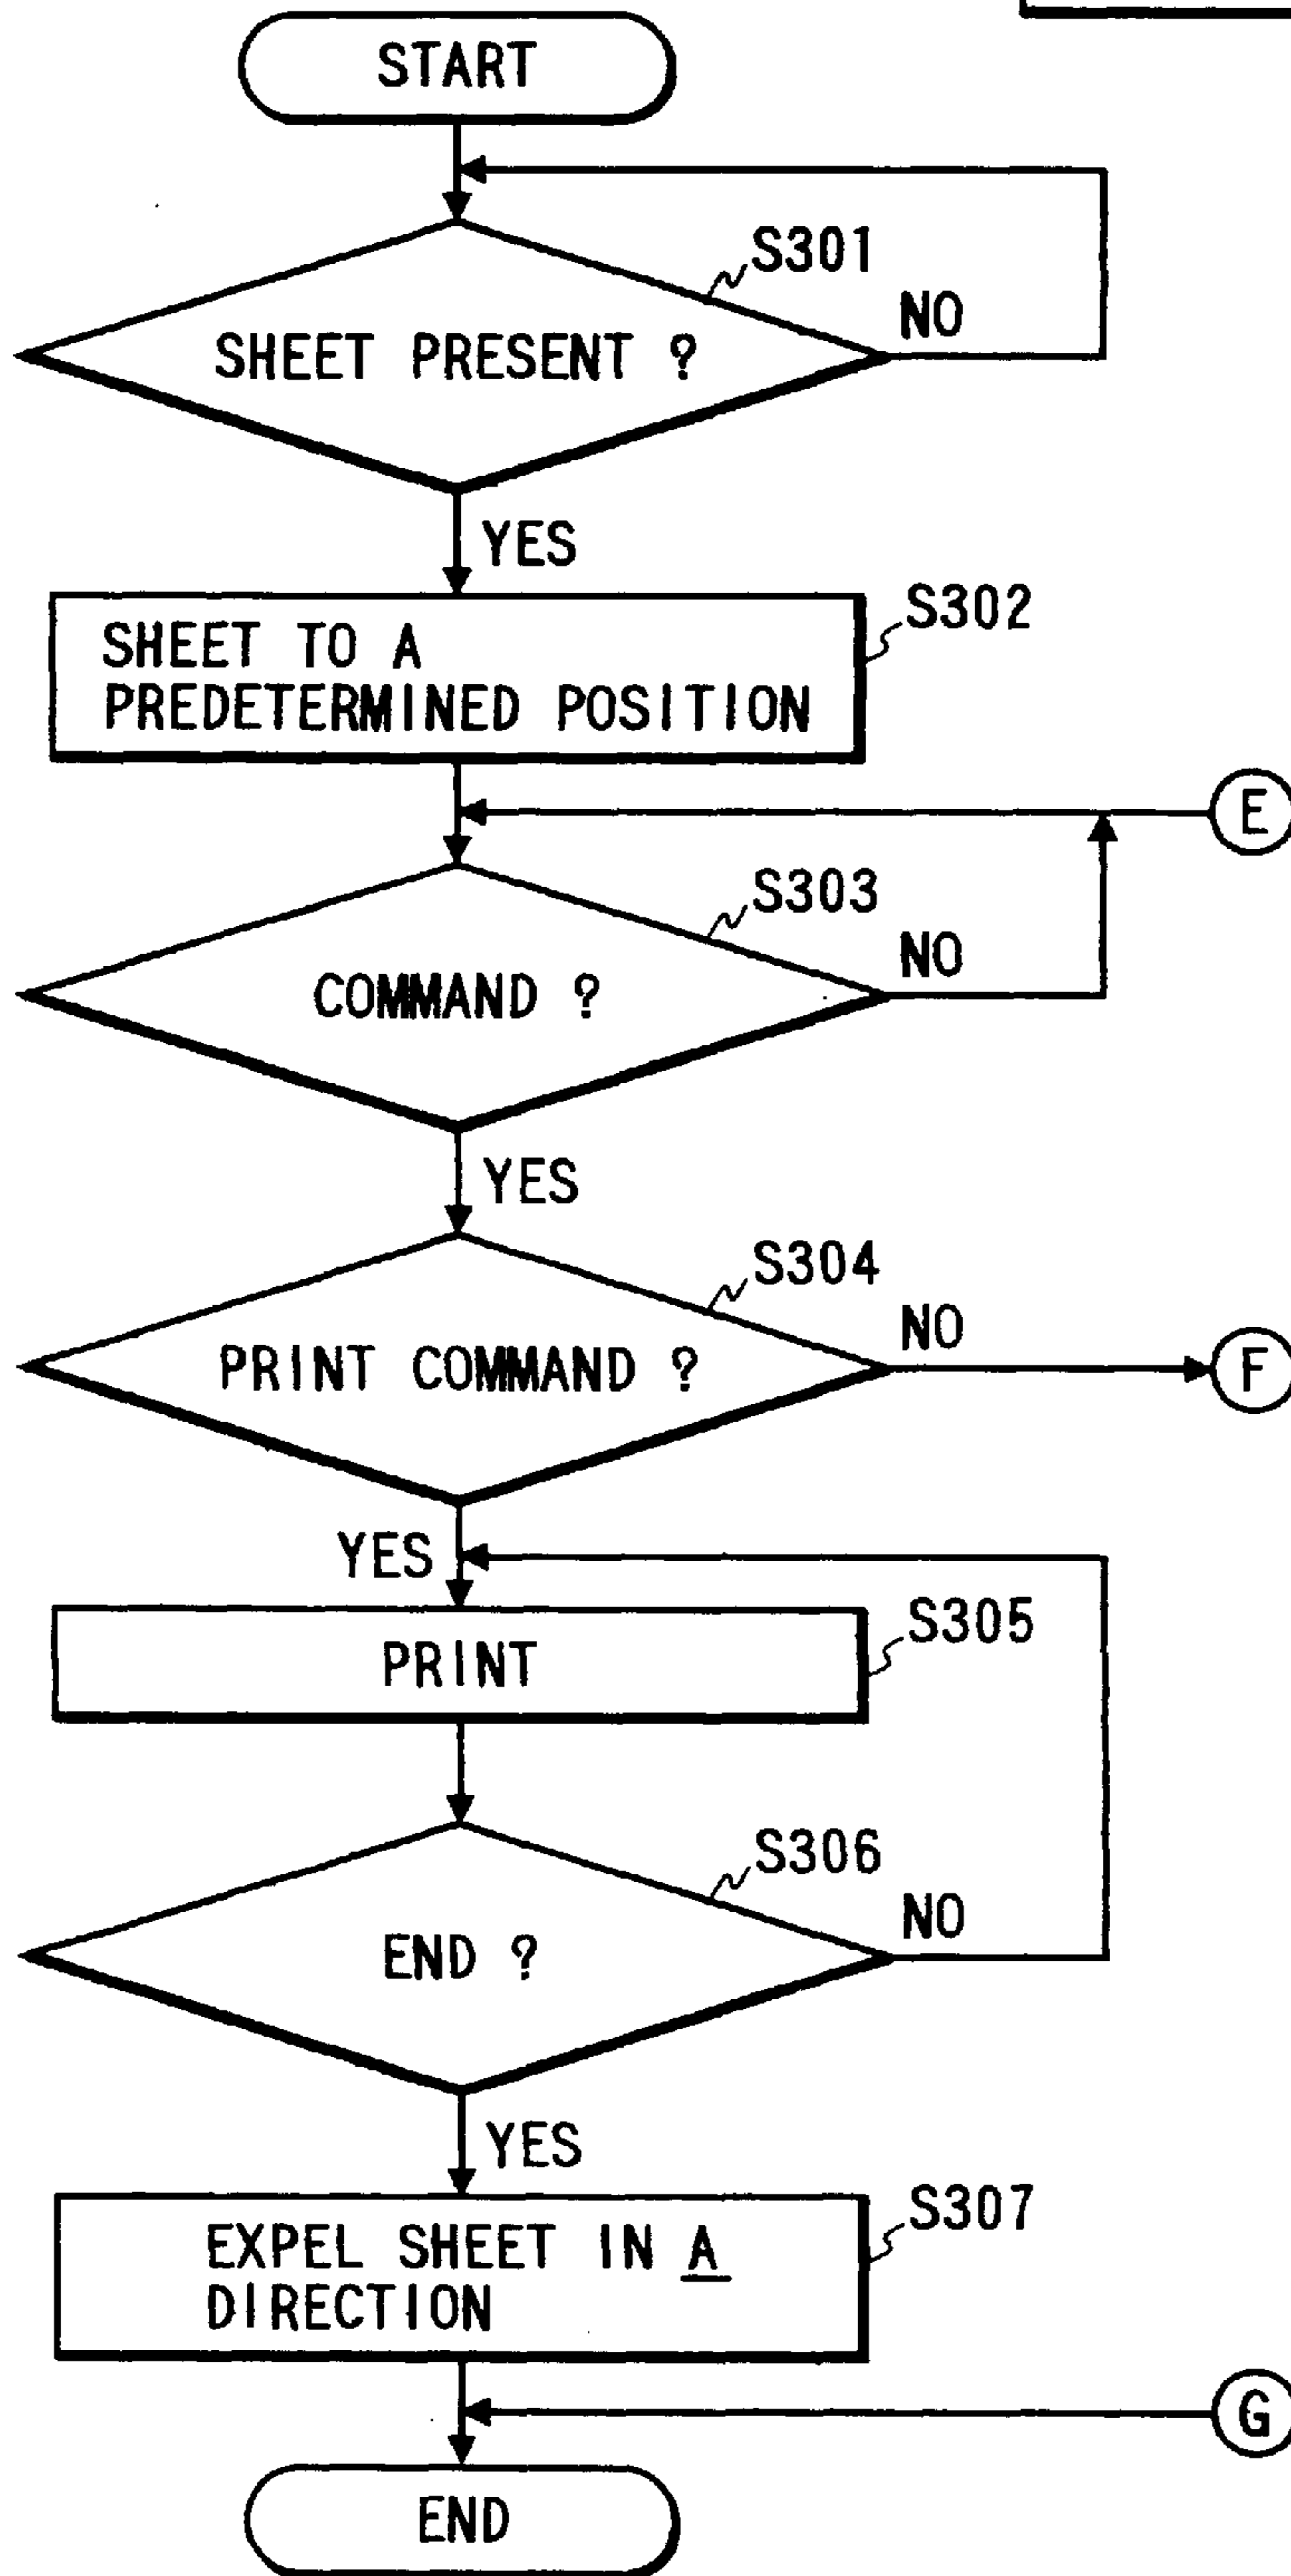 START
S301
SHEET PRESENT ?
NO
YES
S302
SHEET TO A
PREDETERMINED POSITION
E
S303
COMMAND ?
NO
YES
S304
PRINT COMMAND ?
NO
F
YES
S305
PRINT
S306
END ?
NO
YES
S307
EXPEL SHEET IN A
DIRECTION
G
END